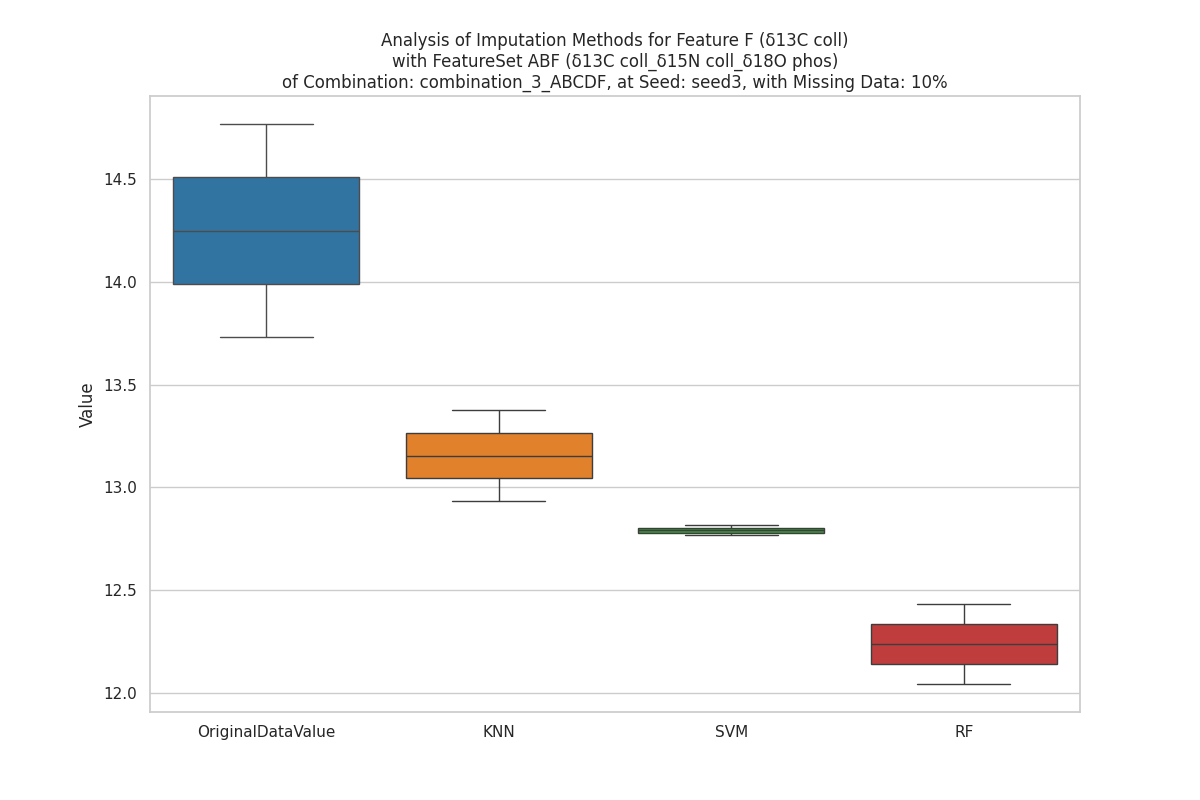 Analysis of Imputation Methods for Feature F (δ13C coll)
with FeatureSet ABF (δ13C coll_δ15N coll_δ18O phos)
of Combination: combination_3_ABCDF, at Seed: seed3, with Missing Data: 10%
Value
14.5
14.0
13.5
13.0
12.5
12.0
OriginalDataValue
KNN
SVM
RF